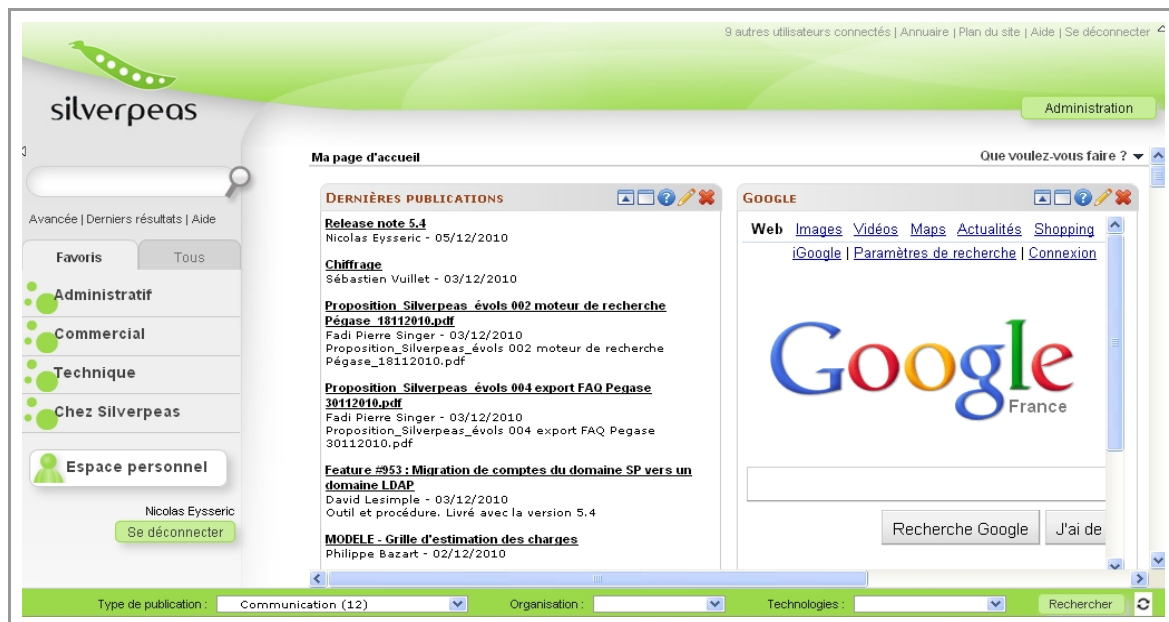 9 autres utilisateurs connectés | Annuaire | Plan du site | Aide | Se déconnecter
silverpeas
Administration
Ma page d'accueil
Que voulez-vous faire ?
Avancée | Derniers résultats | Aide
Favoris
Tous
Administratif
Commercial
Technique
Chez Silverpeas
Espace personnel
Nicolas Eysseric
Se déconnecter
DERNIÈRES PUBLICATIONS
Release note 5.4
Nicolas Eysseric - 05/12/2010
Chiffrage
Sébastien Vuillet - 03/12/2010
Proposition_Silverpeas_évols 002 moteur de recherche
Pégase_18112010.pdf
Fadi Pierre Singer - 03/12/2010
Proposition_Silverpeas_évols 002 moteur de recherche
Pégase_18112010.pdf
Proposition_Silverpeas_évols 004 export FAQ Pegase
30112010.pdf
Fadi Pierre Singer - 03/12/2010
Proposition_Silverpeas_évols 004 export FAQ Pegase
30112010.pdf
Feature #953 : Migration de comptes du domaine SP vers un
domaine LDAP
David Lesimple - 03/12/2010
Outil et procédure. Livré avec la version 5.4
MODELE - Grille d'estimation des charges
Philippe Bazart - 02/12/2010
GOOGLE
Web Images Vidéos Maps Actualités Shopping
iGoogle | Paramètres de recherche | Connexion
Google
France
Recherche Google
J'ai de
Type de publication :
Communication (12)
Organisation :
Technologies :
Rechercher